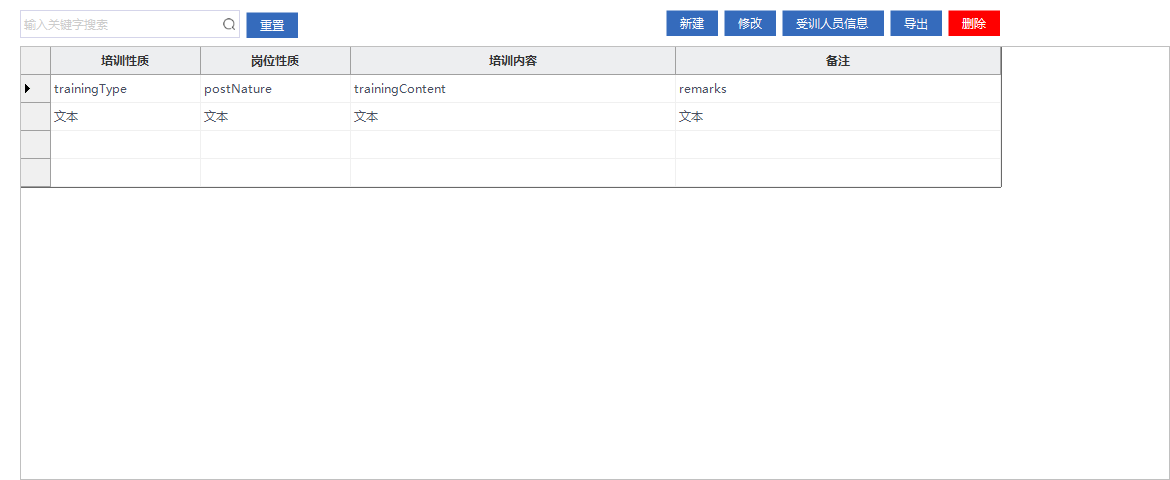 输入关键字搜索 重置 新建 修改 受训人员信息 导出 删除
培训性质 岗位性质 培训内容 备注
trainingType postNature trainingContent remarks
文本 文本 文本 文本